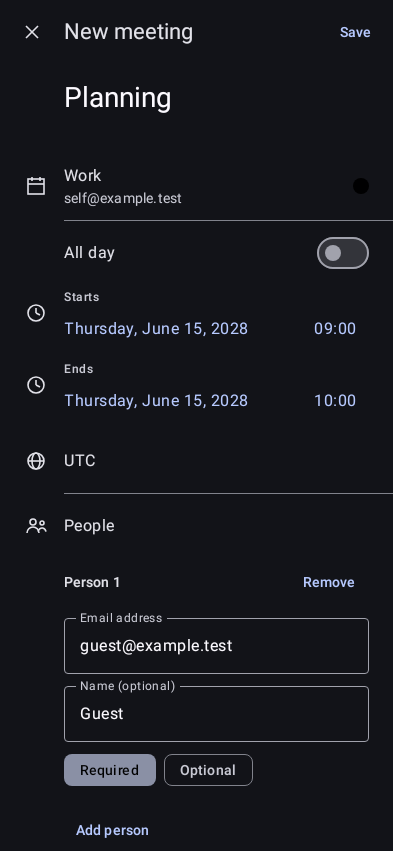 New meeting
Save
Planning
Work
self@example.test
All day
Starts
Thursday, June 15, 2028 09:00
Ends
Thursday, June 15, 2028 10:00
UTC
People
Person 1 Remove
Email address
guest@example.test
Name (optional)
Guest
Required Optional
Add person